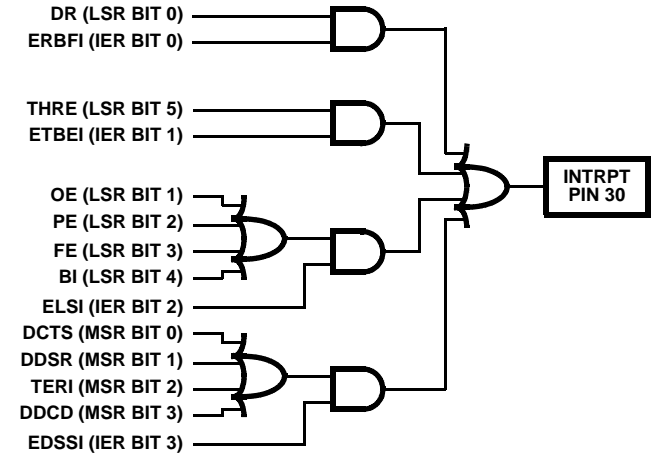 DR (LSR BIT 0)
ERBFI (IER BIT 0)
THRE (LSR BIT 5)
ETBEI (IER BIT 1)
OE (LSR BIT 1)
PE (LSR BIT 2)
FE (LSR BIT 3)
BI (LSR BIT 4)
ELSI (IER BIT 2)
DCTS (MSR BIT 0)
DDSR (MSR BIT 1)
TERI (MSR BIT 2)
DDCD (MSR BIT 3)
EDSSI (IER BIT 3)
INTRPT
PIN 30